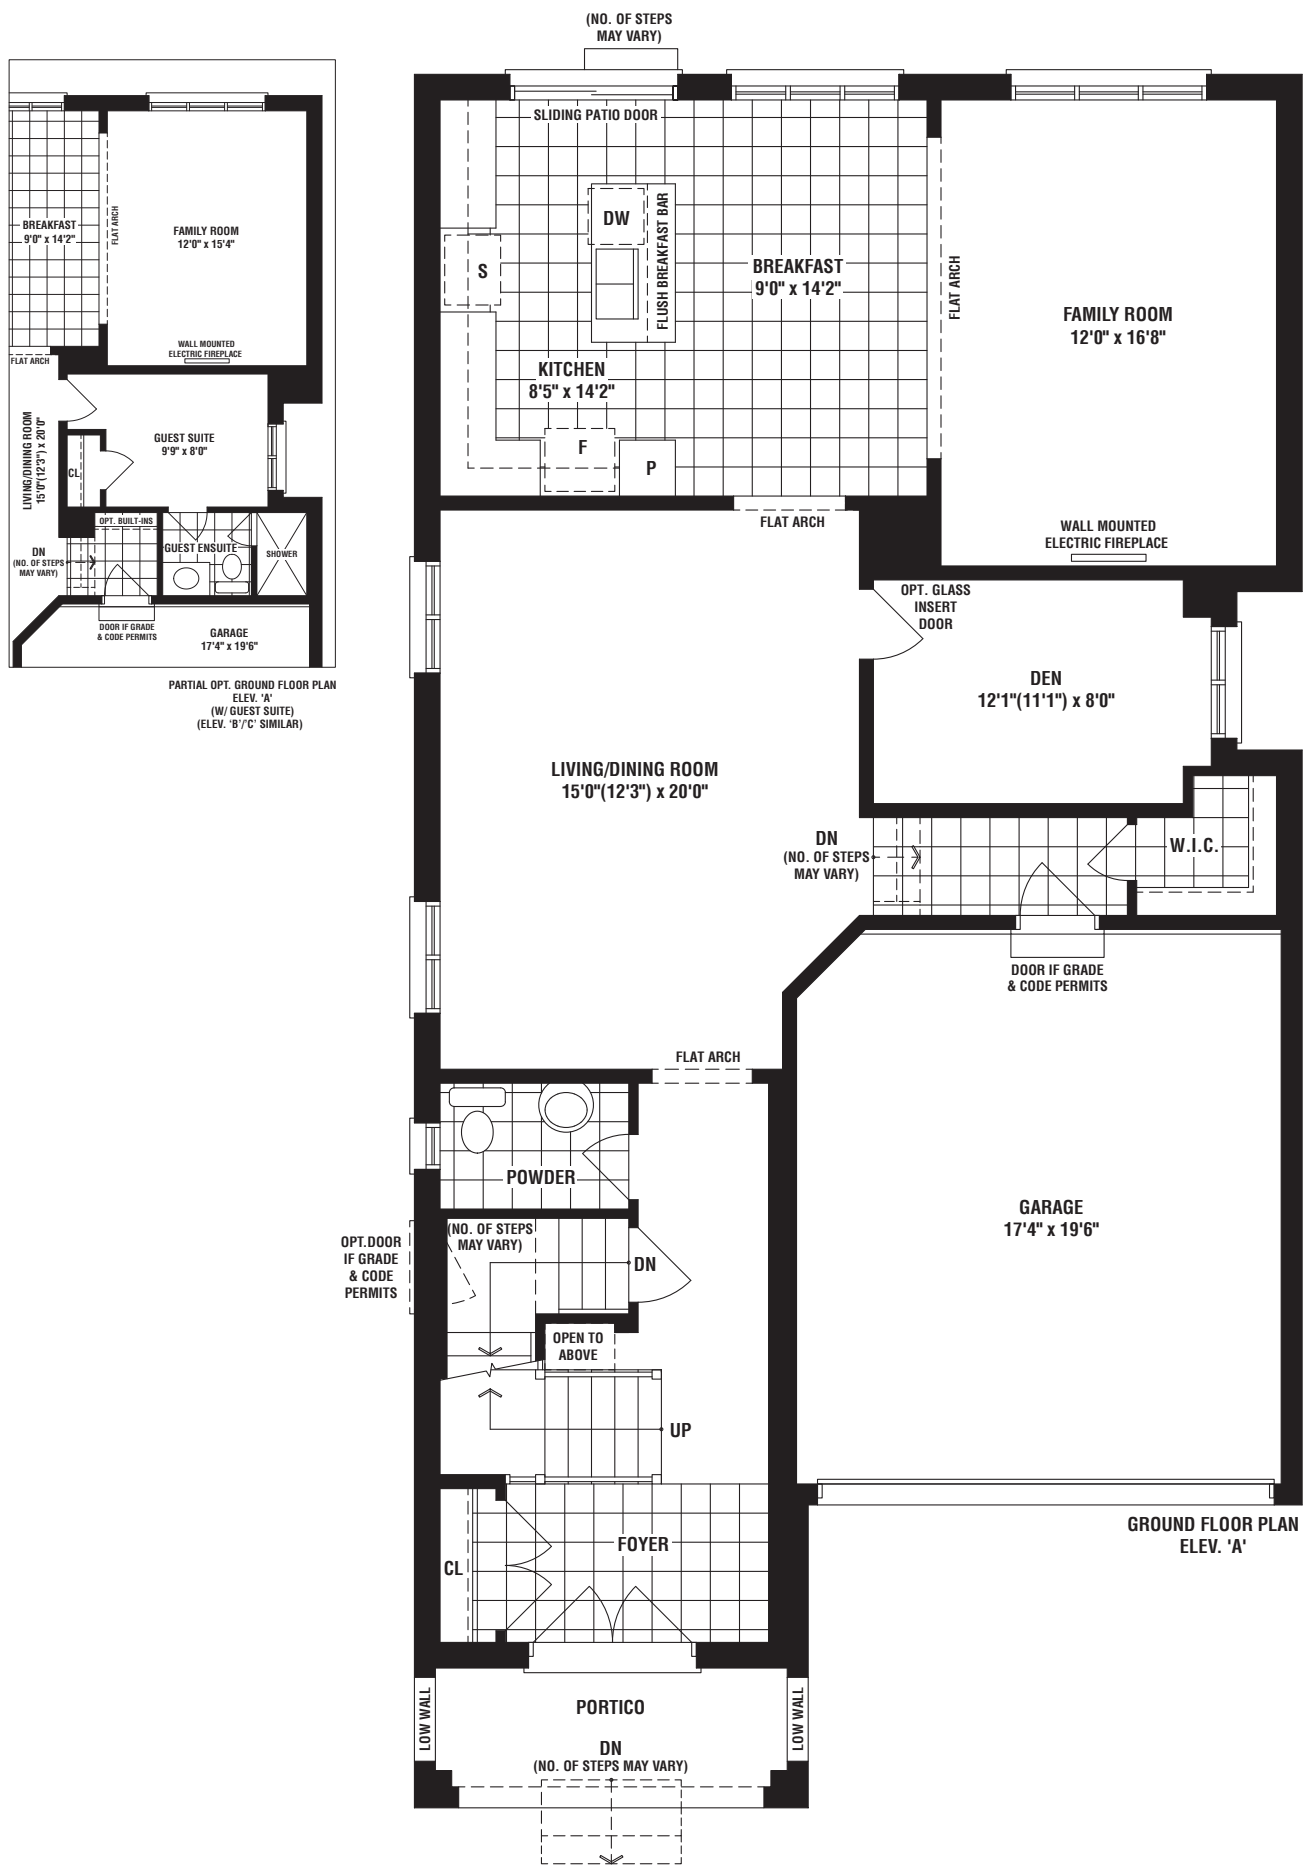 (NO. OF STEPS
MAY VARY)
SLIDING PATIO DOOR
DW
FLUSH BREAKFAST BAR
S
BREAKFAST
9'0" x 14'2"
FLAT ARCH
FAMILY ROOM
12'0" x 16'8"
KITCHEN
8'5" x 14'2"
F
P
FLAT ARCH
WALL MOUNTED
ELECTRIC FIREPLACE
OPT. GLASS
INSERT
DOOR
DEN
12'1"(11'1") x 8'0"
LIVING/DINING ROOM
15'0"(12'3") x 20'0"
DN
(NO. OF STEPS
MAY VARY)
W.I.C.
DOOR IF GRADE
& CODE PERMITS
FLAT ARCH
POWDER
GARAGE
17'4" x 19'6"
(NO. OF STEPS
MAY VARY)
OPT.DOOR
IF GRADE
& CODE
PERMITS
DN
OPEN TO
ABOVE
UP
GROUND FLOOR PLAN
ELEV. 'A'
FOYER
CL
LOW WALL
PORTICO
LOW WALL
DN
(NO. OF STEPS MAY VARY)
BREAKFAST
9'0" x 14'2"
FLAT ARCH
FAMILY ROOM
12'0" x 15'4"
WALL MOUNTED
ELECTRIC FIREPLACE
FLAT ARCH
LIVING/DINING ROOM
15'0"(12'3") x 20'0"
GUEST SUITE
9'9" x 8'0"
CL
OPT. BUILT-INS
GUEST ENSUITE
SHOWER
DN
(NO. OF STEPS
MAY VARY)
DOOR IF GRADE
& CODE PERMITS
GARAGE
17'4" x 19'6"
PARTIAL OPT. GROUND FLOOR PLAN
ELEV. 'A'
(W/ GUEST SUITE)
(ELEV. 'B'/'C' SIMILAR)